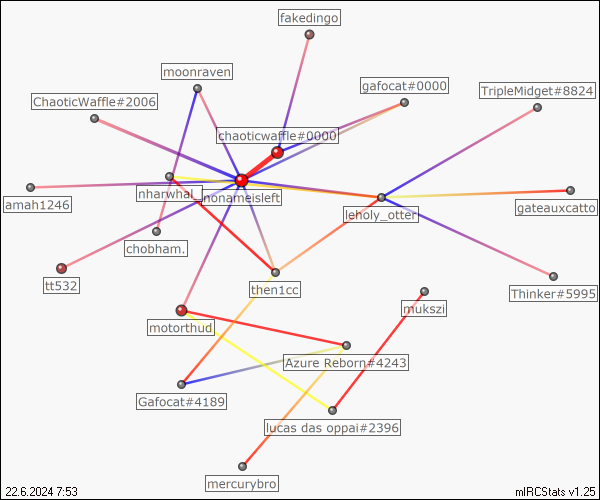 fakedingo
moonraven
gafocat#0000
TripleMidget#8824
ChaoticWaffle#2006
chaoticwaffle#0000
nharwhal_
nonameisleft
amah1246
leholy_otter
gateauxcatto
chobham.
tt532
then1cc
Thinker#5995
mukszi
motorthud
Azure Reborn#4243
Gafocat#4189
lucas das oppai#2396
mercurybro
22.6.2024 7:53
mIRCStats v1.25